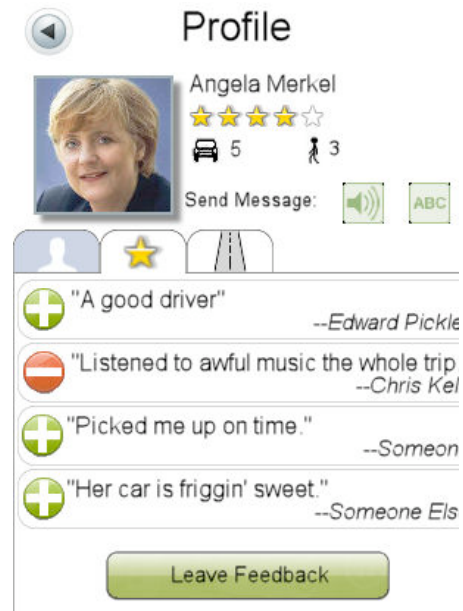 Profile
Angela Merkel
5 3
Send Message:
ABC
"A good driver"
--Edward Pickle
"Listened to awful music the whole trip
--Chris Kel
"Picked me up on time."
--Someon
"Her car is friggin' sweet."
--Someone Els
Leave Feedback